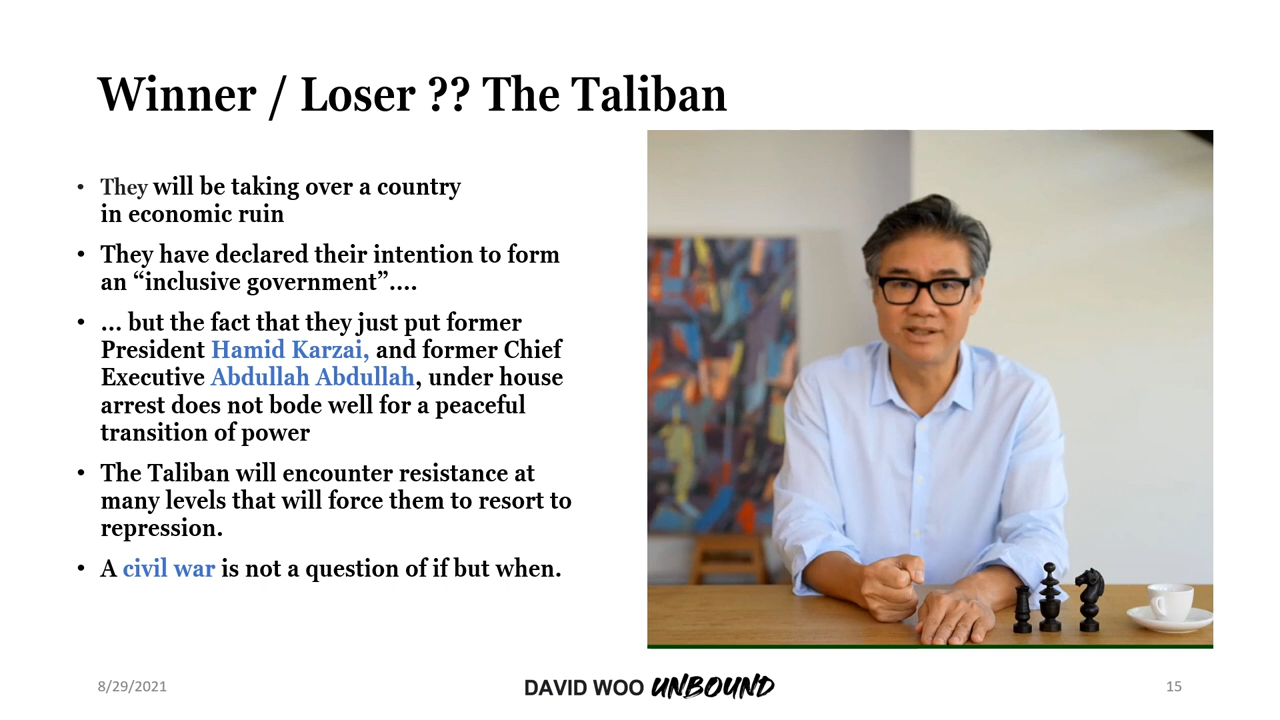 Winner / Loser ?? The Taliban
• They will be taking over a country
in economic ruin
• They have declared their intention to form
an “inclusive government”....
• ... but the fact that they just put former
President Hamid Karzai, and former Chief
Executive Abdullah Abdullah, under house
arrest does not bode well for a peaceful
transition of power
• The Taliban will encounter resistance at
many levels that will force them to resort to
repression.
• A civil war is not a question of if but when.
8/29/2021
DAVID WOO UNBOUND
15